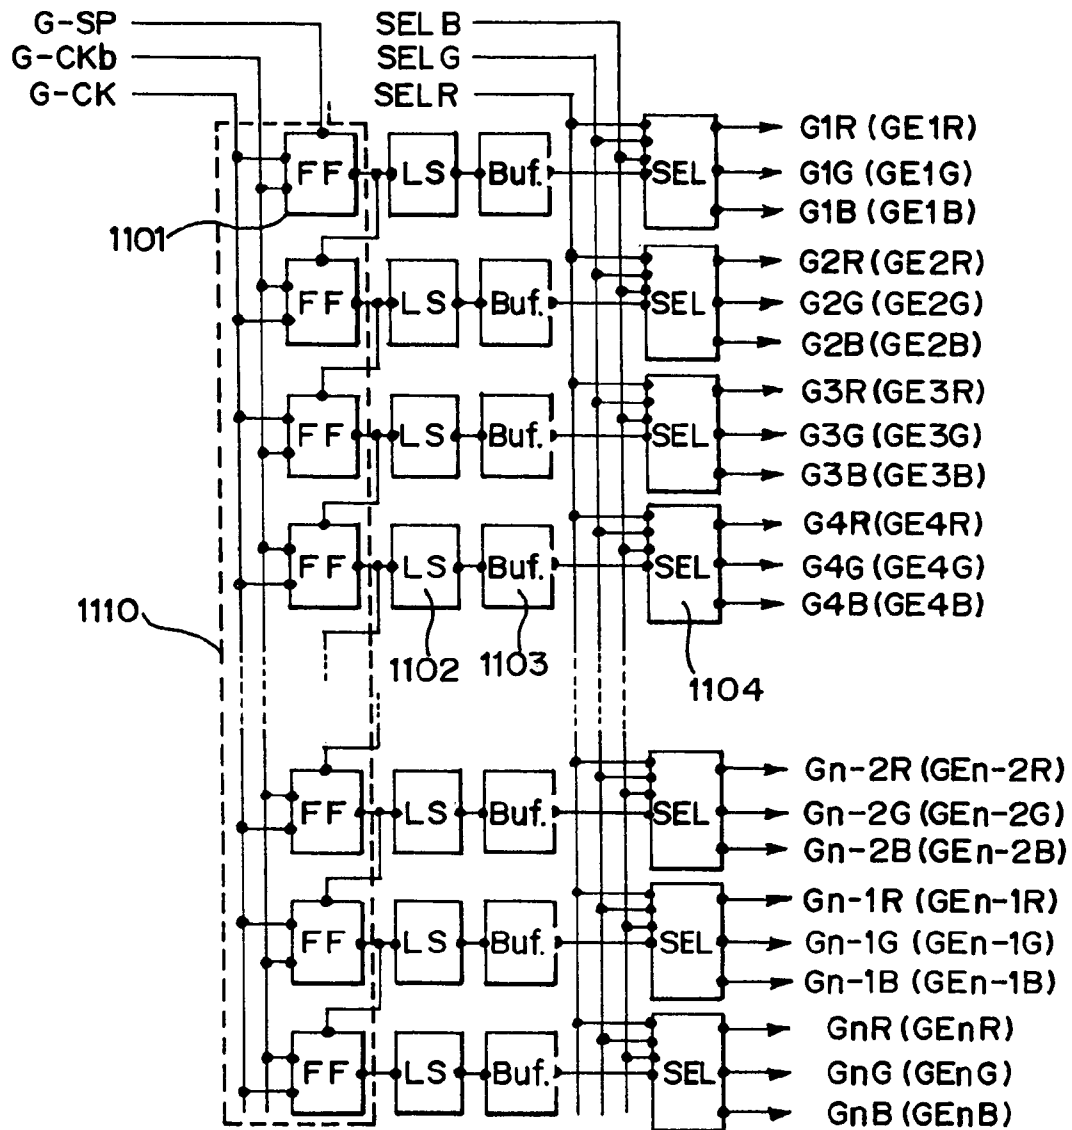 G-SP SEL B
G-CKb SEL G
G-CK SEL R
FF LS Buf. SEL G1R (GE1R)
G1G (GE1G)
G1B (GE1B)
1101
FF LS Buf. SEL G2R (GE2R)
G2G (GE2G)
G2B (GE2B)
FF LS Buf. SEL G3R (GE3R)
G3G (GE3G)
G3B (GE3B)
FF LS Buf. SEL G4R (GE4R)
G4G (GE4G)
G4B (GE4B)
1110 1102 1103 1104
FF LS Buf. SEL Gn-2R (GEn-2R)
Gn-2G (GEn-2G)
Gn-2B (GEn-2B)
FF LS Buf. SEL Gn-1R (GEn-1R)
Gn-1G (GEn-1G)
Gn-1B (GEn-1B)
FF LS Buf. SEL GnR (GEnR)
GnG (GEnG)
GnB (GEnB)